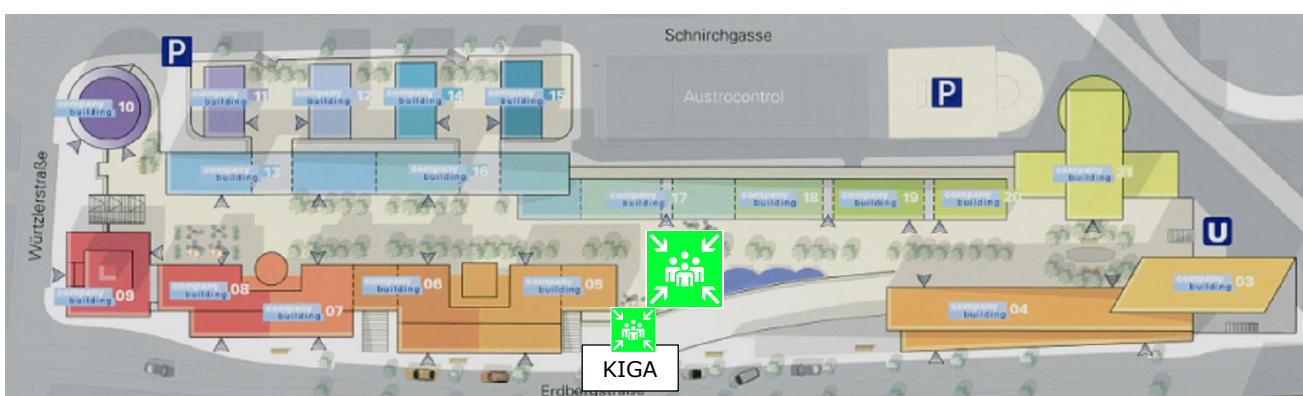 Schnirchgasse
P
company
building 10
company
building 11
company
building 12
company
building 14
company
building 15
Austrocontrol
P
company
building 13
company
building 16
company
building 17
company
building 18
company
building 19
company
building 20
company
building 21
Würtzlerstraße
U
company
building 09
company
building 08
company
building 07
company
building 06
company
building 05
company
building 04
company
building 03
KIGA
Erdbergstraße